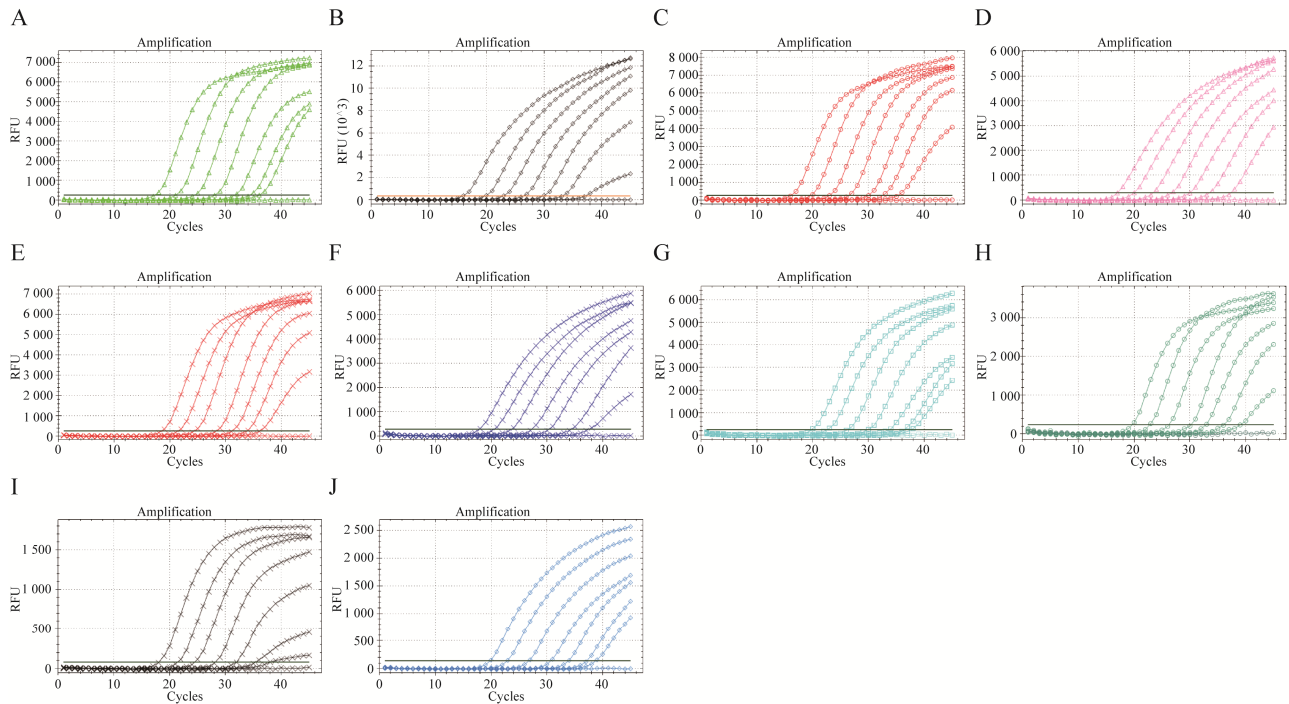 A
Amplification
7 000
6 000
5 000
4 000
3 000
2 000
1 000
0
RFU
0 10 20 30 40
Cycles
B
Amplification
12
10
8
6
4
2
0
RFU (10^3)
0 10 20 30 40
Cycles
C
Amplification
8 000
7 000
6 000
5 000
4 000
3 000
2 000
1 000
0
RFU
0 10 20 30 40
Cycles
D
Amplification
6 000
5 000
4 000
3 000
2 000
1 000
0
RFU
0 10 20 30 40
Cycles
E
Amplification
7 000
6 000
5 000
4 000
3 000
2 000
1 000
0
RFU
0 10 20 30 40
Cycles
F
Amplification
6 000
5 000
4 000
3 000
2 000
1 000
0
RFU
0 10 20 30 40
Cycles
G
Amplification
6 000
5 000
4 000
3 000
2 000
1 000
0
RFU
0 10 20 30 40
Cycles
H
Amplification
3 000
2 000
1 000
0
RFU
0 10 20 30 40
Cycles
I
Amplification
1 500
1 000
500
0
RFU
0 10 20 30 40
Cycles
J
Amplification
2 500
2 000
1 500
1 000
500
0
RFU
0 10 20 30 40
Cycles